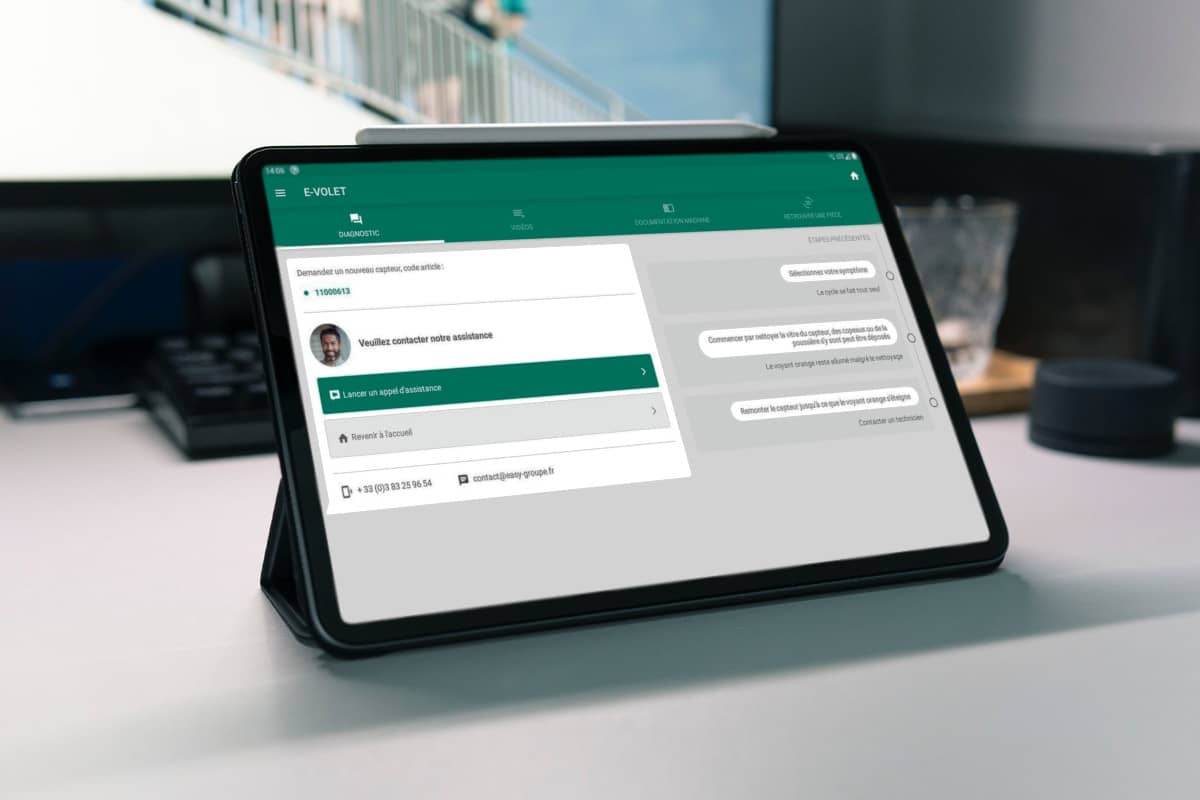 14:06
E-VOLET
DIAGNOSTIC
VIDÉOS
DOCUMENTATION MACHINE
RETROUVER UNE PIÈCE
Demandez un nouveau capteur, code article :
11000613
Veuillez contacter notre assistance
Lancer un appel d'assistance
Revenir à l'accueil
+ 33 (0)3 83 25 96 54
contact@easy-groupe.fr
ÉTAPES PRÉCÉDENTES
Sélectionnez votre symptôme
Le cycle se fait tout seul
Commencer par nettoyer la vitre du capteur, des copeaux ou de la
poussière s'y sont peut être déposés
Le voyant orange reste allumé malgré le nettoyage
Remonter le capteur jusqu'à ce que le voyant orange s'éteigne
Contacter un technicien